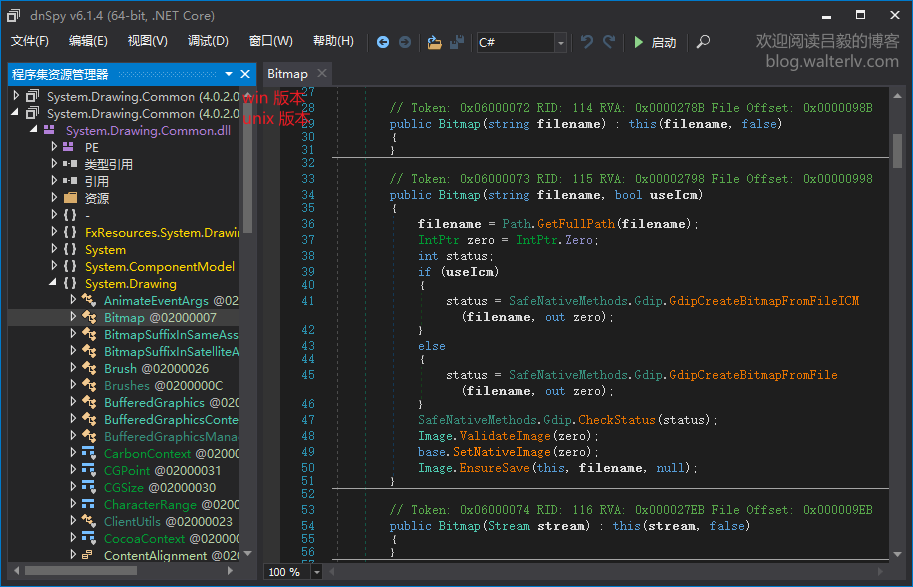 dnSpy v6.1.4 (64-bit, .NET Core)
文件(F) 编辑(E) 视图(V) 调试(D) 窗口(W) 帮助(H) C# 启动
欢迎阅读吕毅的博客
blog.walterlv.com
程序集资源管理器
System.Drawing.Common (4.0.2.0
win 版本
System.Drawing.Common (4.0.2.0
unix 版本
System.Drawing.Common.dll
PE
类型引用
引用
资源
{ } -
{ } FxResources.System.Drawin
{ } System
{ } System.ComponentModel
{ } System.Drawing
AnimateEventArgs @02
Bitmap @02000007
BitmapSuffixInSameAss
BitmapSuffixInSatelliteA
Brush @02000026
Brushes @0200000C
BufferedGraphics @020
BufferedGraphicsConte
BufferedGraphicsMana
CarbonContext @02000
CGPoint @02000031
CGSize @02000030
CharacterRange @0200
ClientUtils @02000023
CocoaContext @020000
ContentAlignment @020
Bitmap
27
28 // Token: 0x06000072 RID: 114 RVA: 0x0000278B File Offset: 0x0000098B
29 public Bitmap(string filename) : this(filename, false)
30 {
31 }
32
33 // Token: 0x06000073 RID: 115 RVA: 0x00002798 File Offset: 0x00000998
34 public Bitmap(string filename, bool useIcm)
35 {
36 filename = Path.GetFullPath(filename);
37 IntPtr zero = IntPtr.Zero;
38 int status;
39 if (useIcm)
40 {
41 status = SafeNativeMethods.Gdip.GdipCreateBitmapFromFileICM
(filename, out zero);
42 }
43 else
44 {
45 status = SafeNativeMethods.Gdip.GdipCreateBitmapFromFile
(filename, out zero);
46 }
47 SafeNativeMethods.Gdip.CheckStatus(status);
48 Image.ValidateImage(zero);
49 base.SetNativeImage(zero);
50 Image.EnsureSave(this, filename, null);
51 }
52
53 // Token: 0x06000074 RID: 116 RVA: 0x000027EB File Offset: 0x000009EB
54 public Bitmap(Stream stream) : this(stream, false)
55 {
56 }
57
100 %